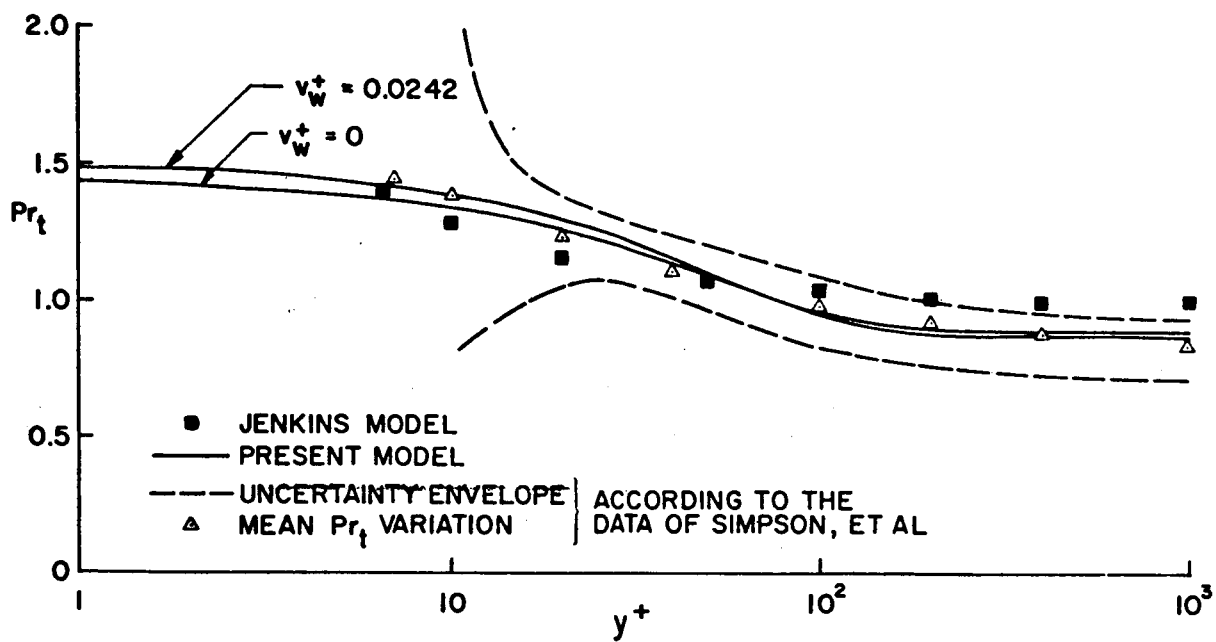 2.0
Pr_t
1.5
1.0
0.5
0
v_w^+ = 0.0242
v_w^+ = 0
JENKINS MODEL
PRESENT MODEL
UNCERTAINTY ENVELOPE
MEAN Pr_t VARIATION
ACCORDING TO THE
DATA OF SIMPSON, ET AL
1
10
10^2
10^3
y^+